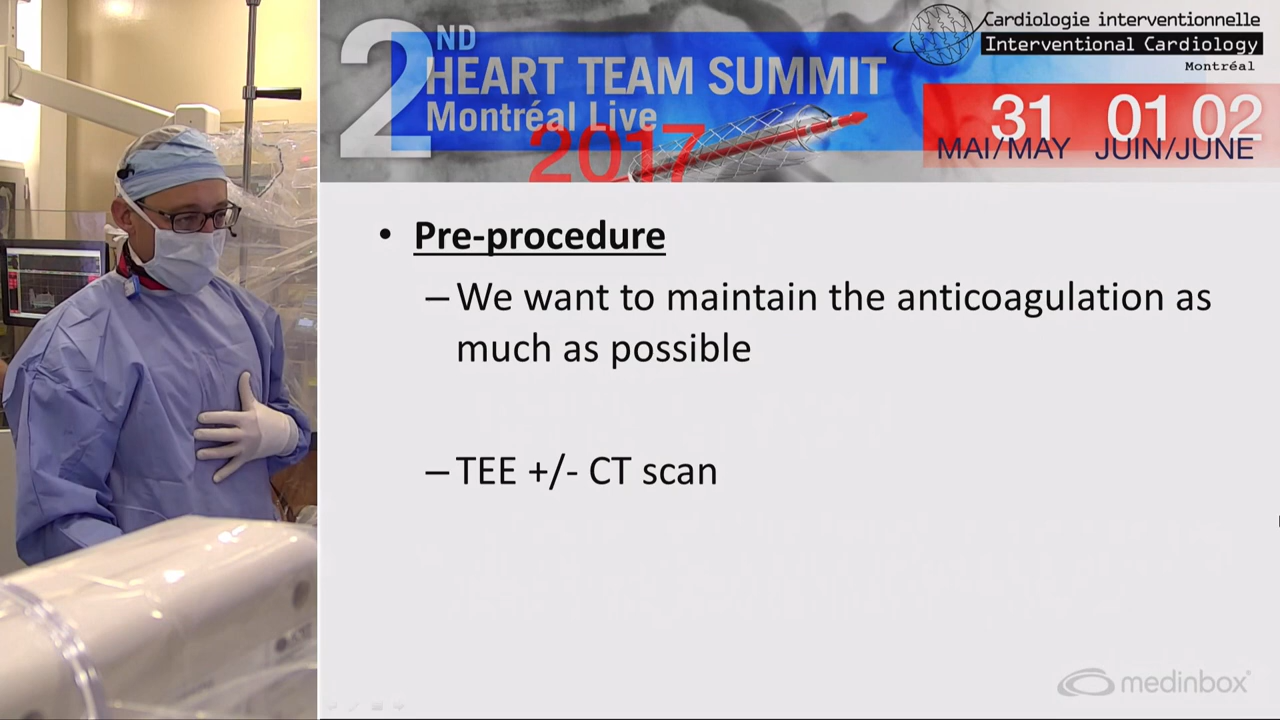 2ND
HEART TEAM SUMMIT
Montréal Live
2017
Cardiologie interventionnelle
Interventional Cardiology
Montréal
31 01 02
MAI/MAY JUIN/JUNE
• Pre-procedure
– We want to maintain the anticoagulation as
much as possible
– TEE +/- CT scan
medinbox